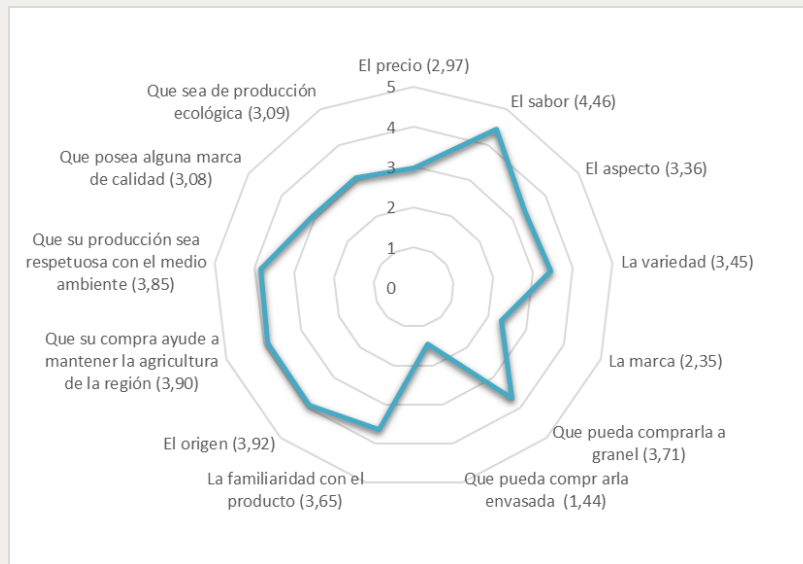 El precio (2,97)
El sabor (4,46)
El aspecto (3,36)
La variedad (3,45)
La marca (2,35)
Que pueda comprarla a
granel (3,71)
Que pueda compr arla
envasada (1,44)
La familiaridad con el
producto (3,65)
El origen (3,92)
Que su compra ayude a
mantener la agricultura
de la región (3,90)
Que su producción sea
respetuosa con el medio
ambiente (3,85)
Que posea alguna marca
de calidad (3,08)
Que sea de producción
ecológica (3,09)
5
4
3
2
1
0